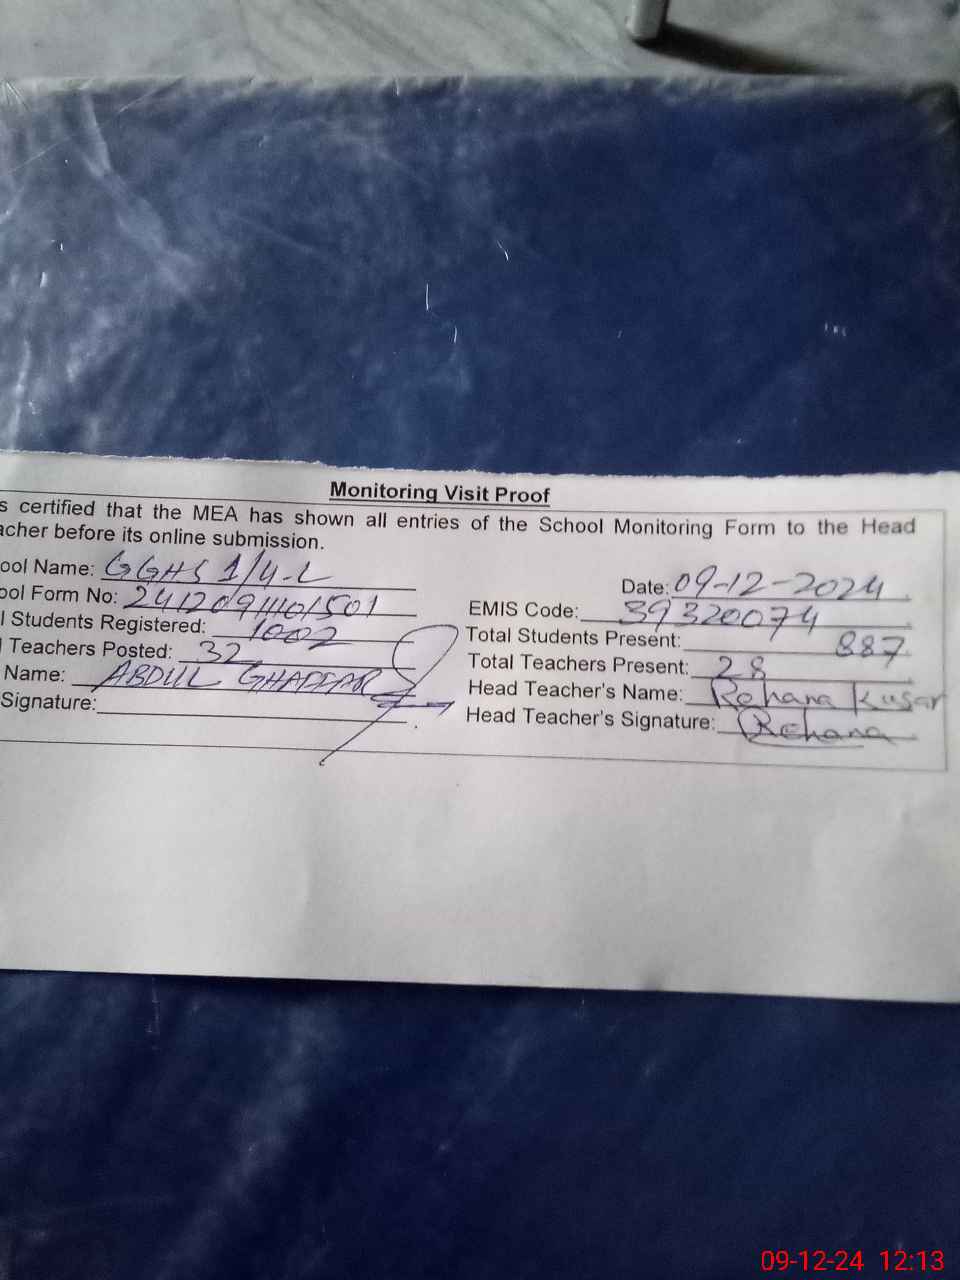 Monitoring Visit Proof
s certified that the MEA has shown all entries of the School Monitoring Form to the Head
acher before its online submission.
ool Name: GGHS 1/4-L
Date: 09-12-2024
ool Form No: 241209111101501
EMIS Code: 39320074
l Students Registered: 1002
Total Students Present: 887
Teachers Posted: 32
Total Teachers Present: 28
Name: ABDUL GHAFFAR
Head Teacher's Name: Rehana Kusar
Signature:
Head Teacher's Signature: Rehana
09-12-24 12:13